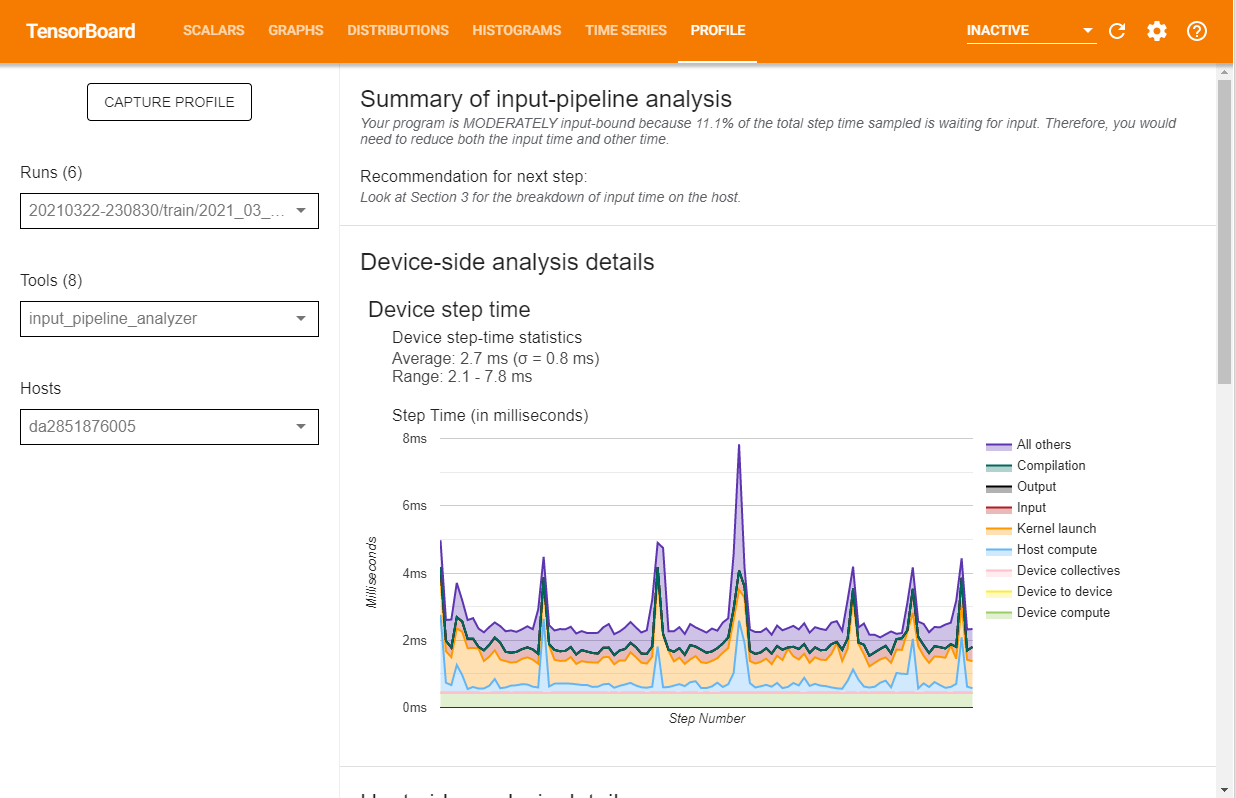 TensorBoard
SCALARS
GRAPHS
DISTRIBUTIONS
HISTOGRAMS
TIME SERIES
PROFILE
INACTIVE
CAPTURE PROFILE
Runs (6)
20210322-230830/train/2021_03_...
Tools (8)
input_pipeline_analyzer
Hosts
da2851876005
Summary of input-pipeline analysis
Your program is MODERATELY input-bound because 11.1% of the total step time sampled is waiting for input. Therefore, you would
need to reduce both the input time and other time.
Recommendation for next step:
Look at Section 3 for the breakdown of input time on the host.
Device-side analysis details
Device step time
Device step-time statistics
Average: 2.7 ms (σ = 0.8 ms)
Range: 2.1 - 7.8 ms
Step Time (in milliseconds)
8ms
6ms
4ms
2ms
0ms
Milliseconds
Step Number
All others
Compilation
Output
Input
Kernel launch
Host compute
Device collectives
Device to device
Device compute